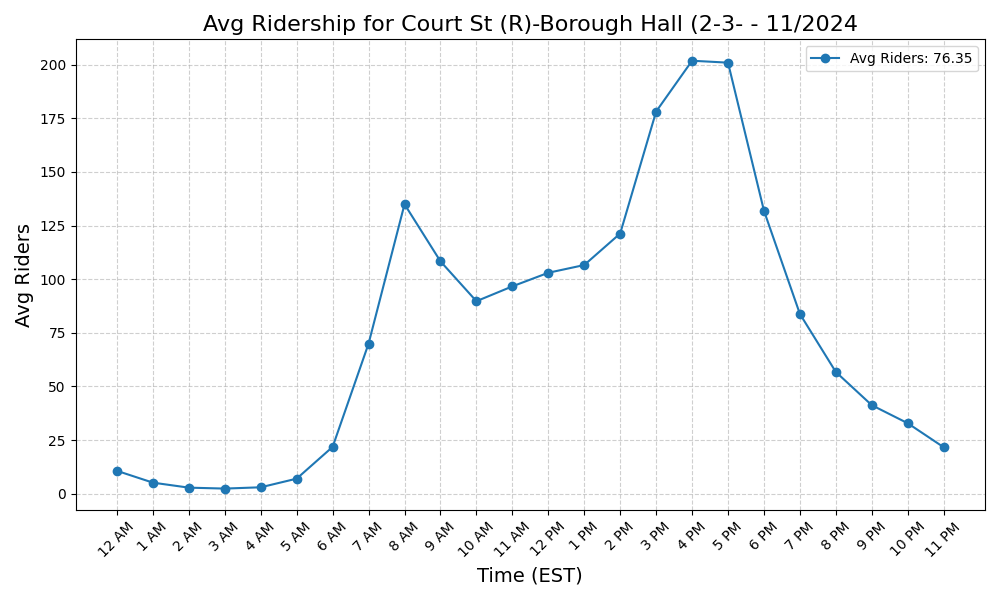 Avg Ridership for Court St (R)-Borough Hall (2-3- - 11/2024
Avg Riders: 76.35
200
175
150
125
100
75
50
25
0
Avg Riders
12 AM
1 AM
2 AM
3 AM
4 AM
5 AM
6 AM
7 AM
8 AM
9 AM
10 AM
11 AM
12 PM
1 PM
2 PM
3 PM
4 PM
5 PM
6 PM
7 PM
8 PM
9 PM
10 PM
11 PM
Time (EST)